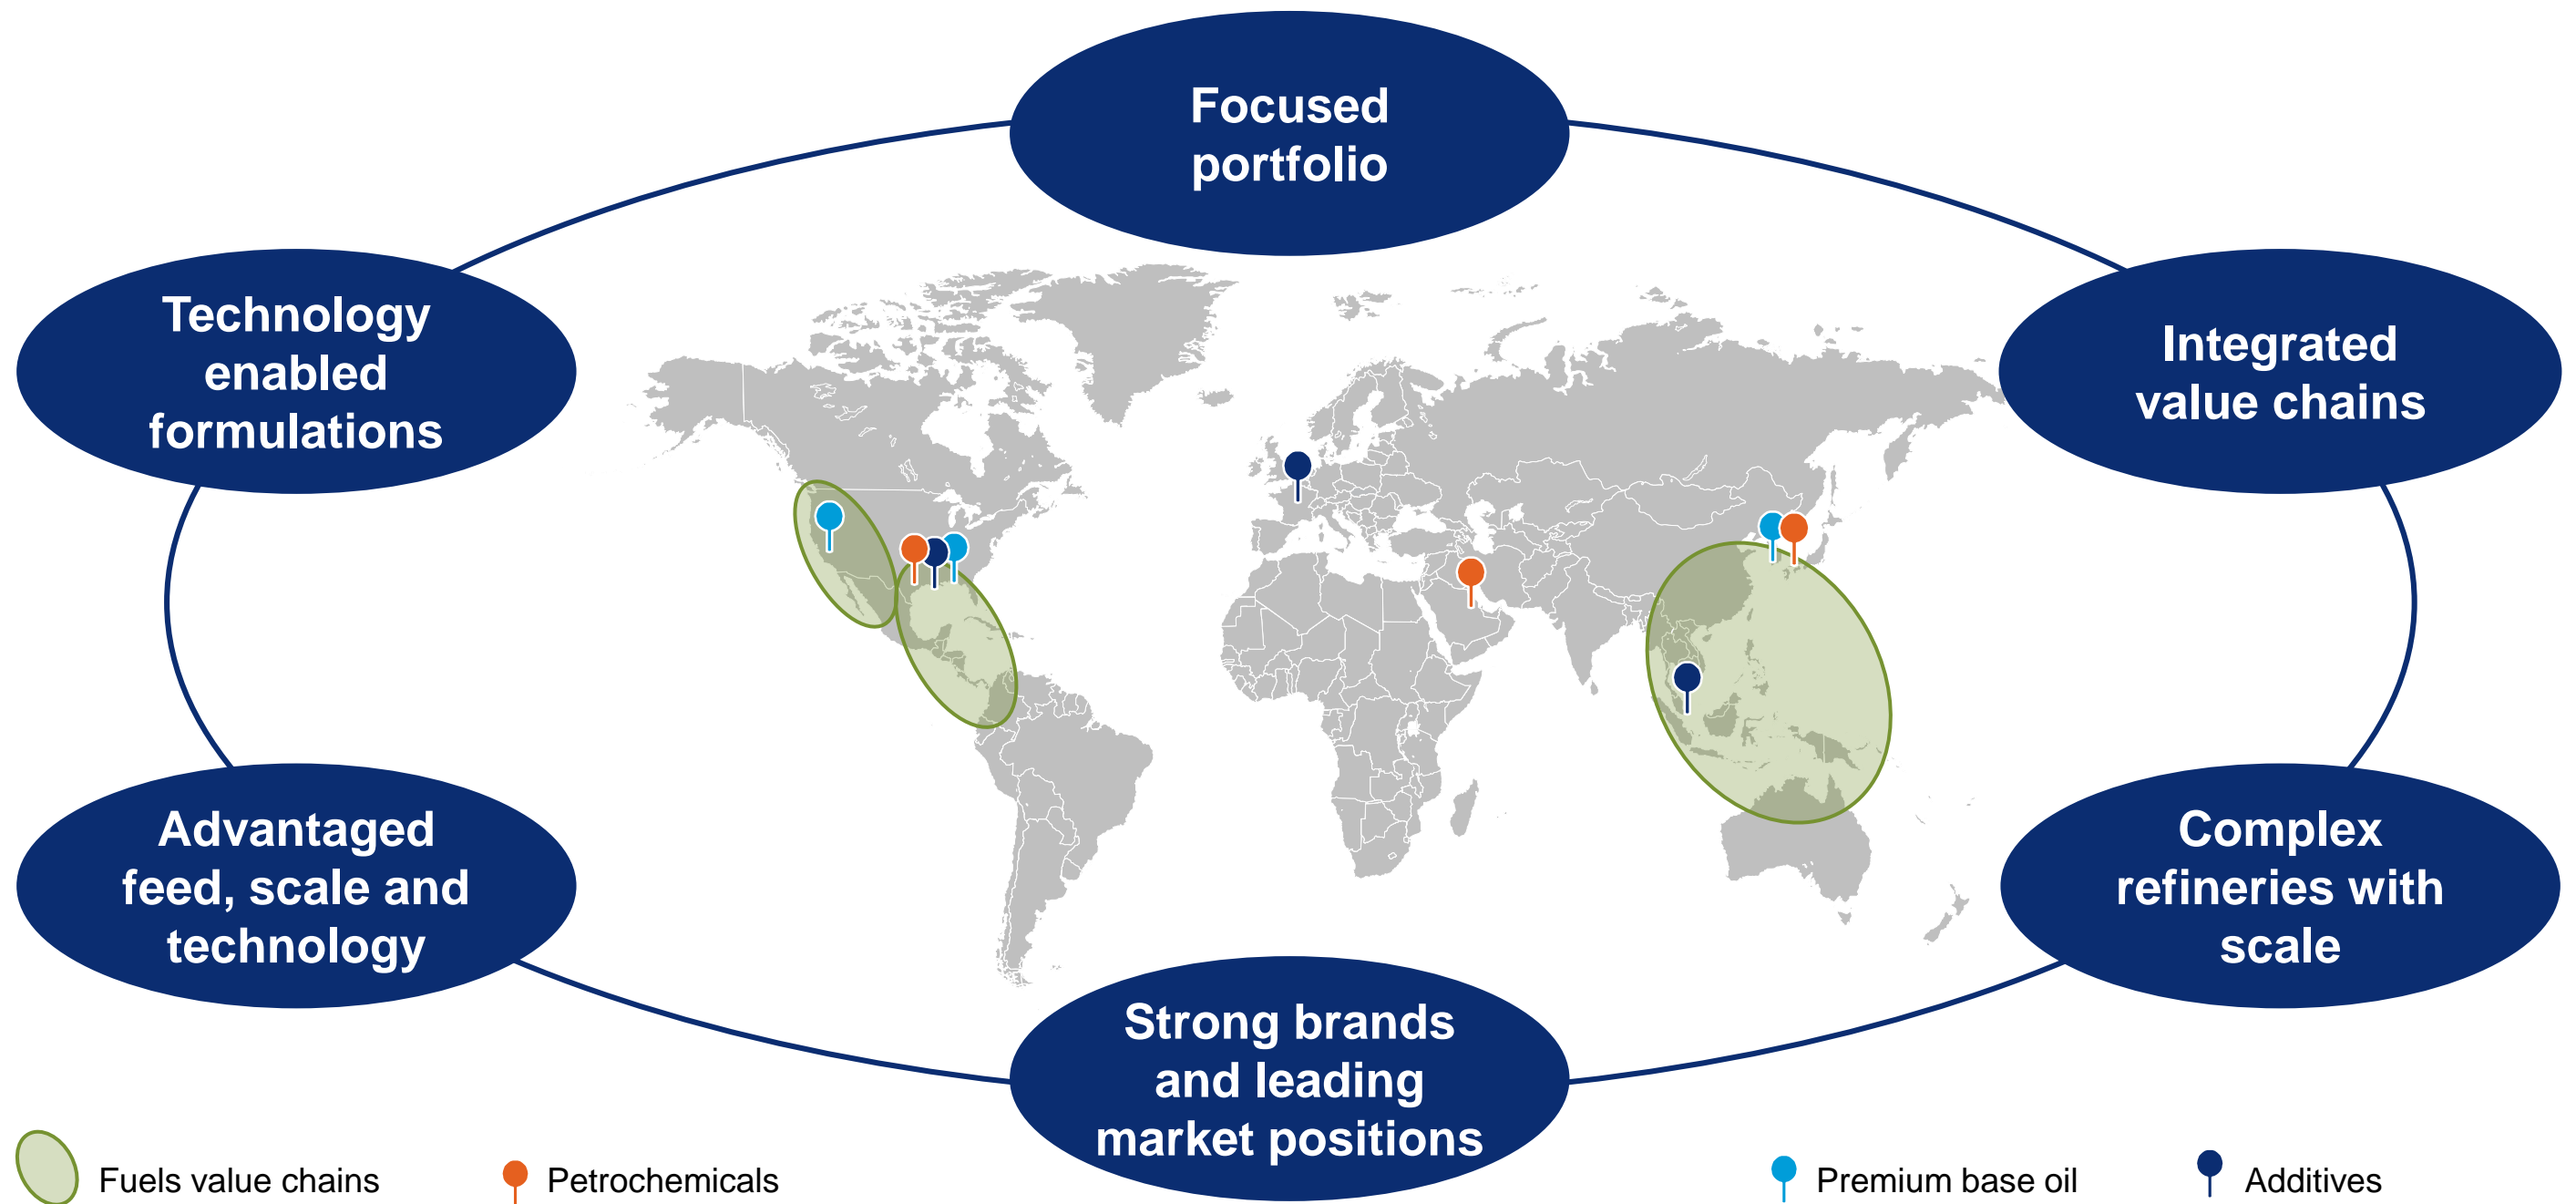 Focused
portfolio
Technology
enabled
formulations
Integrated
value chains
Advantaged
feed, scale and
technology
Complex
refineries with
scale
Strong brands
and leading
market positions
Fuels value chains
Petrochemicals
Premium base oil
Additives